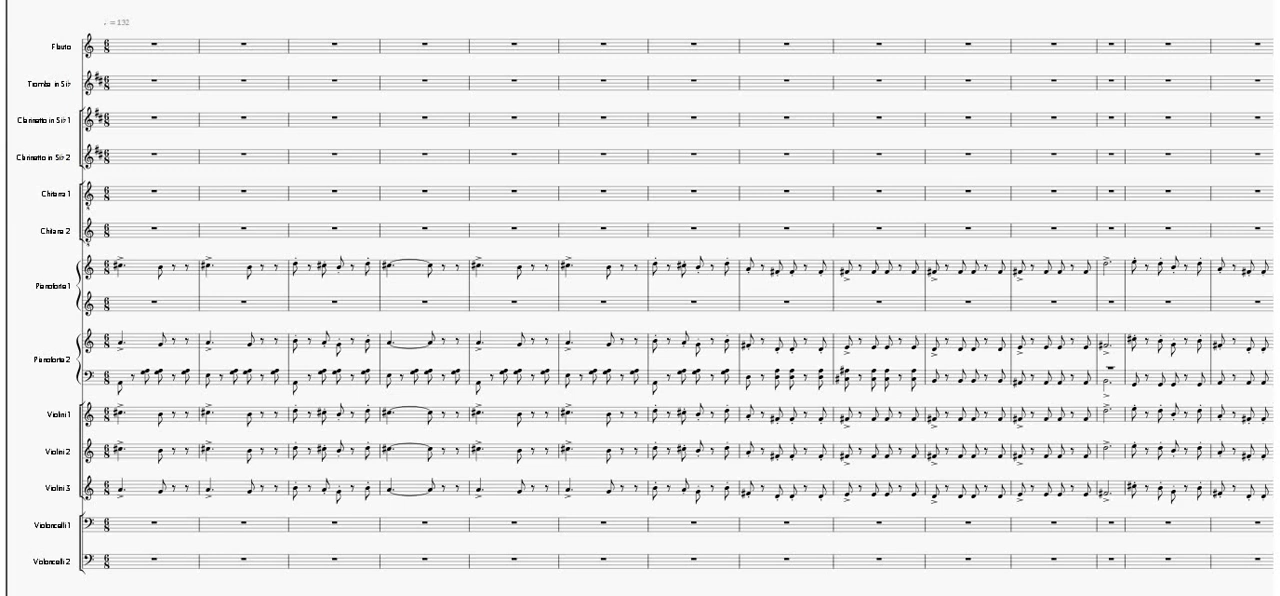 ♩. = 132
Flauto
Tromba in Si♭
Clarinetto in Si♭ 1
Clarinetto in Si♭ 2
Chitarra 1
Chitarra 2
Pianoforte 1
Pianoforte 2
Violini 1
Violini 2
Violini 3
Violoncelli 1
Violoncelli 2